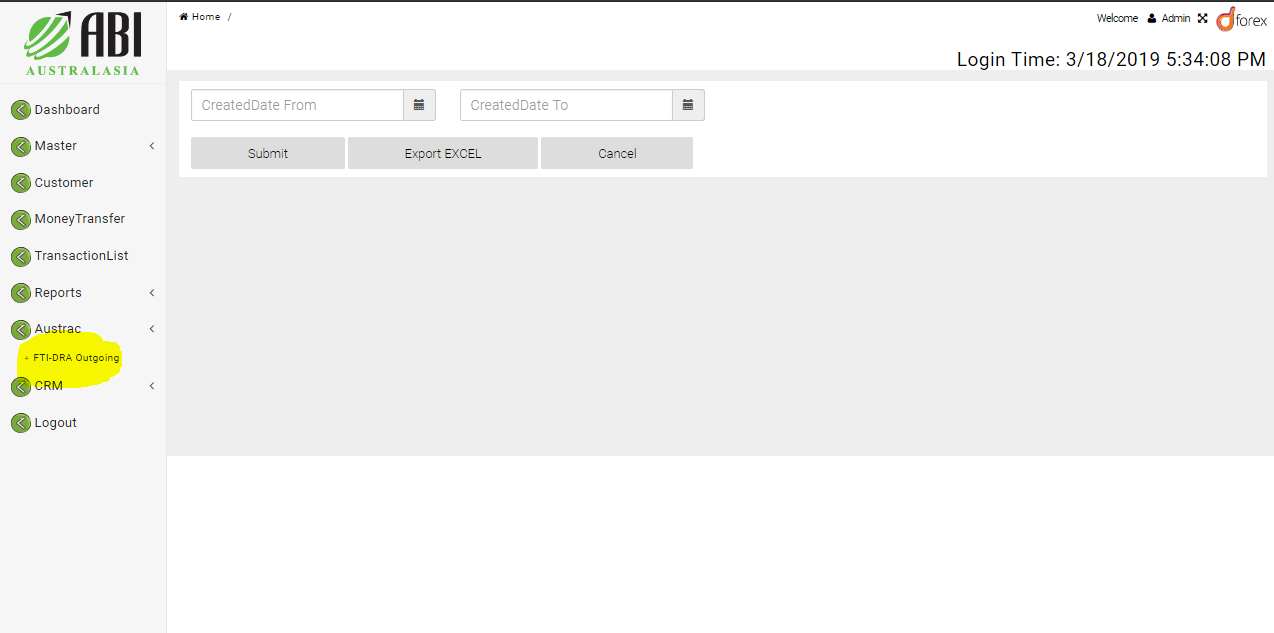 ABI
AUSTRALASIA
Home /
Welcome Admin
forex
Login Time: 3/18/2019 5:34:08 PM
Dashboard
Master
Customer
MoneyTransfer
TransactionList
Reports
Austrac
+ FTI-DRA Outgoing
CRM
Logout
CreatedDate From
CreatedDate To
Submit
Export EXCEL
Cancel